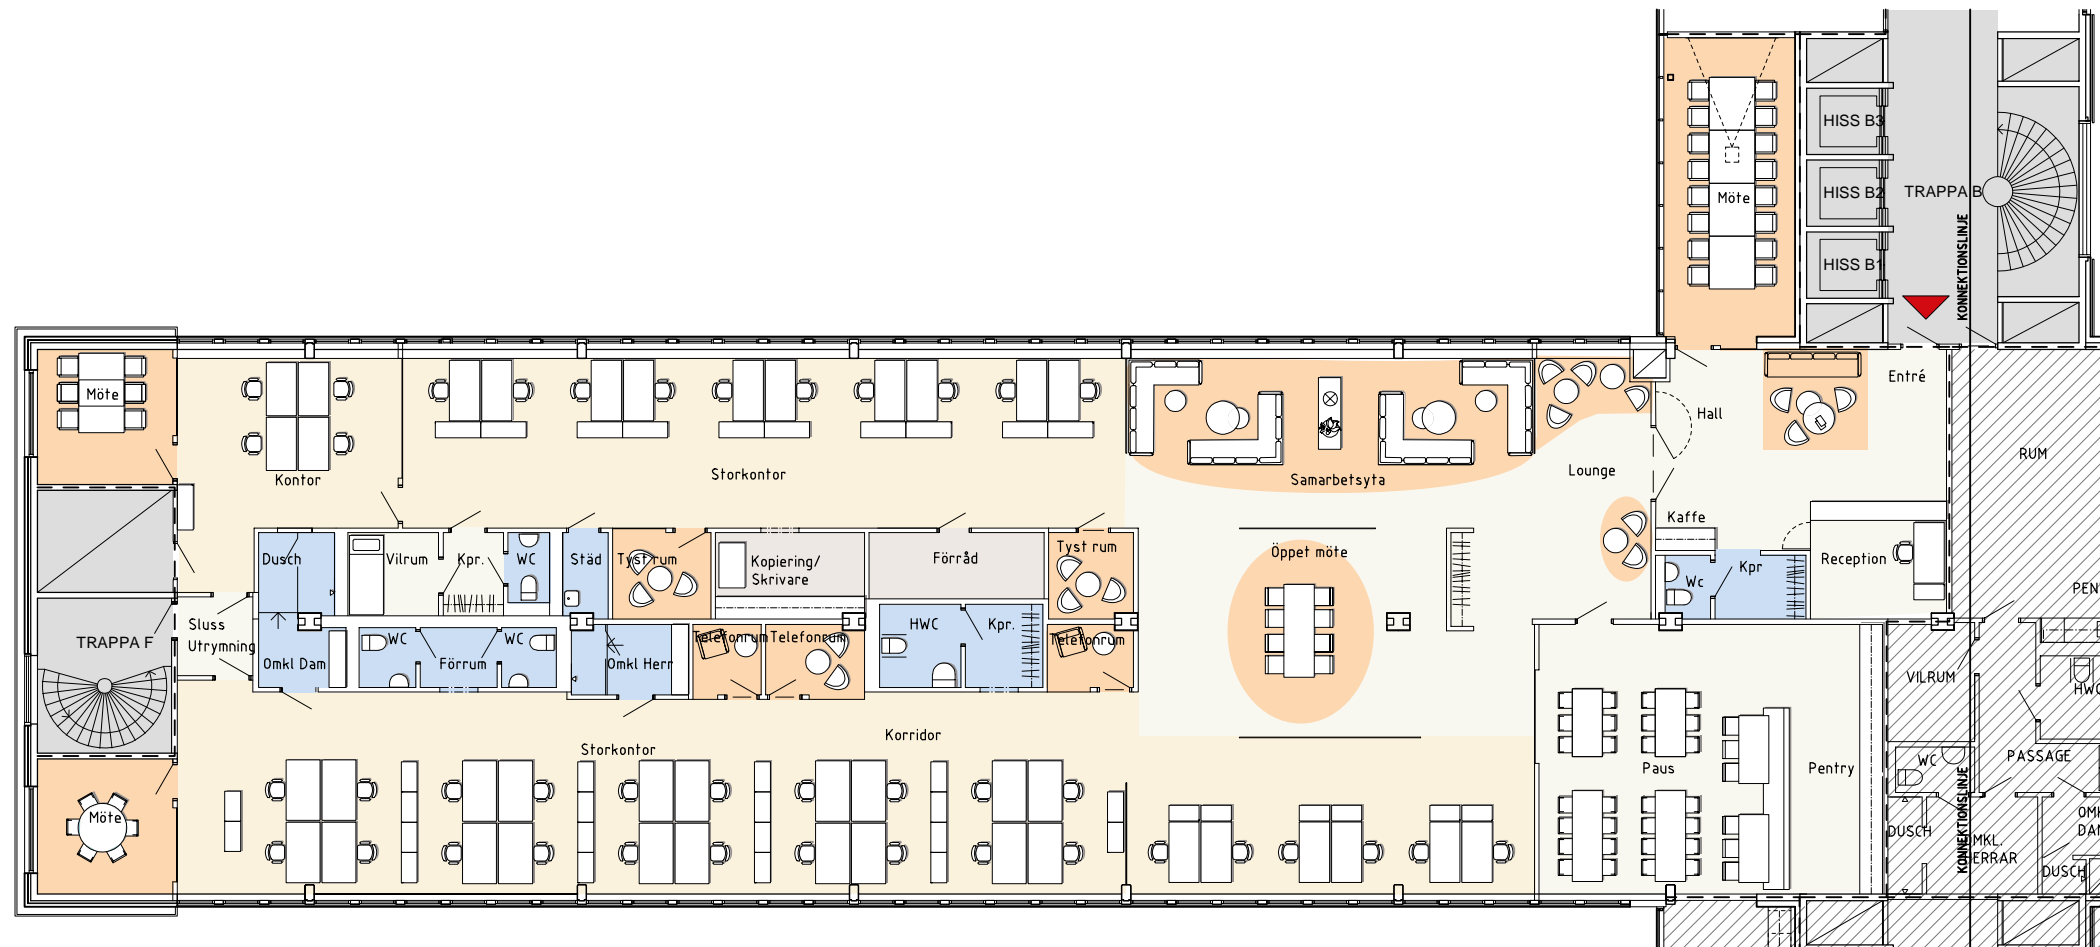 HISS B3
HISS B2
TRAPPA B
Möte
HISS B1
KONNEKTIONSLINJE
Möte
Entré
Hall
RUM
Kontor
Storkontor
Samarbetsyta
Lounge
Kaffe
Dusch
Vilrum
Kpr.
WC
Städ
Tyst rum
Kopiering/
Skrivare
Förråd
Tyst rum
Öppet möte
Reception
Wc
Kpr
PEN
Sluss
Utrymning
TRAPPA F
Omkl Dam
WC
Förrum
WC
Omkl Herr
Telefonrum
Telefonrum
HWC
Kpr.
Telefonrum
VILRUM
HWC
Korridor
Storkontor
Paus
Pentry
WC
PASSAGE
KONNEKTIONSLINJE
Möte
DUSCH
OMKL.
HERRAR
OMK
DAM
DUSCH